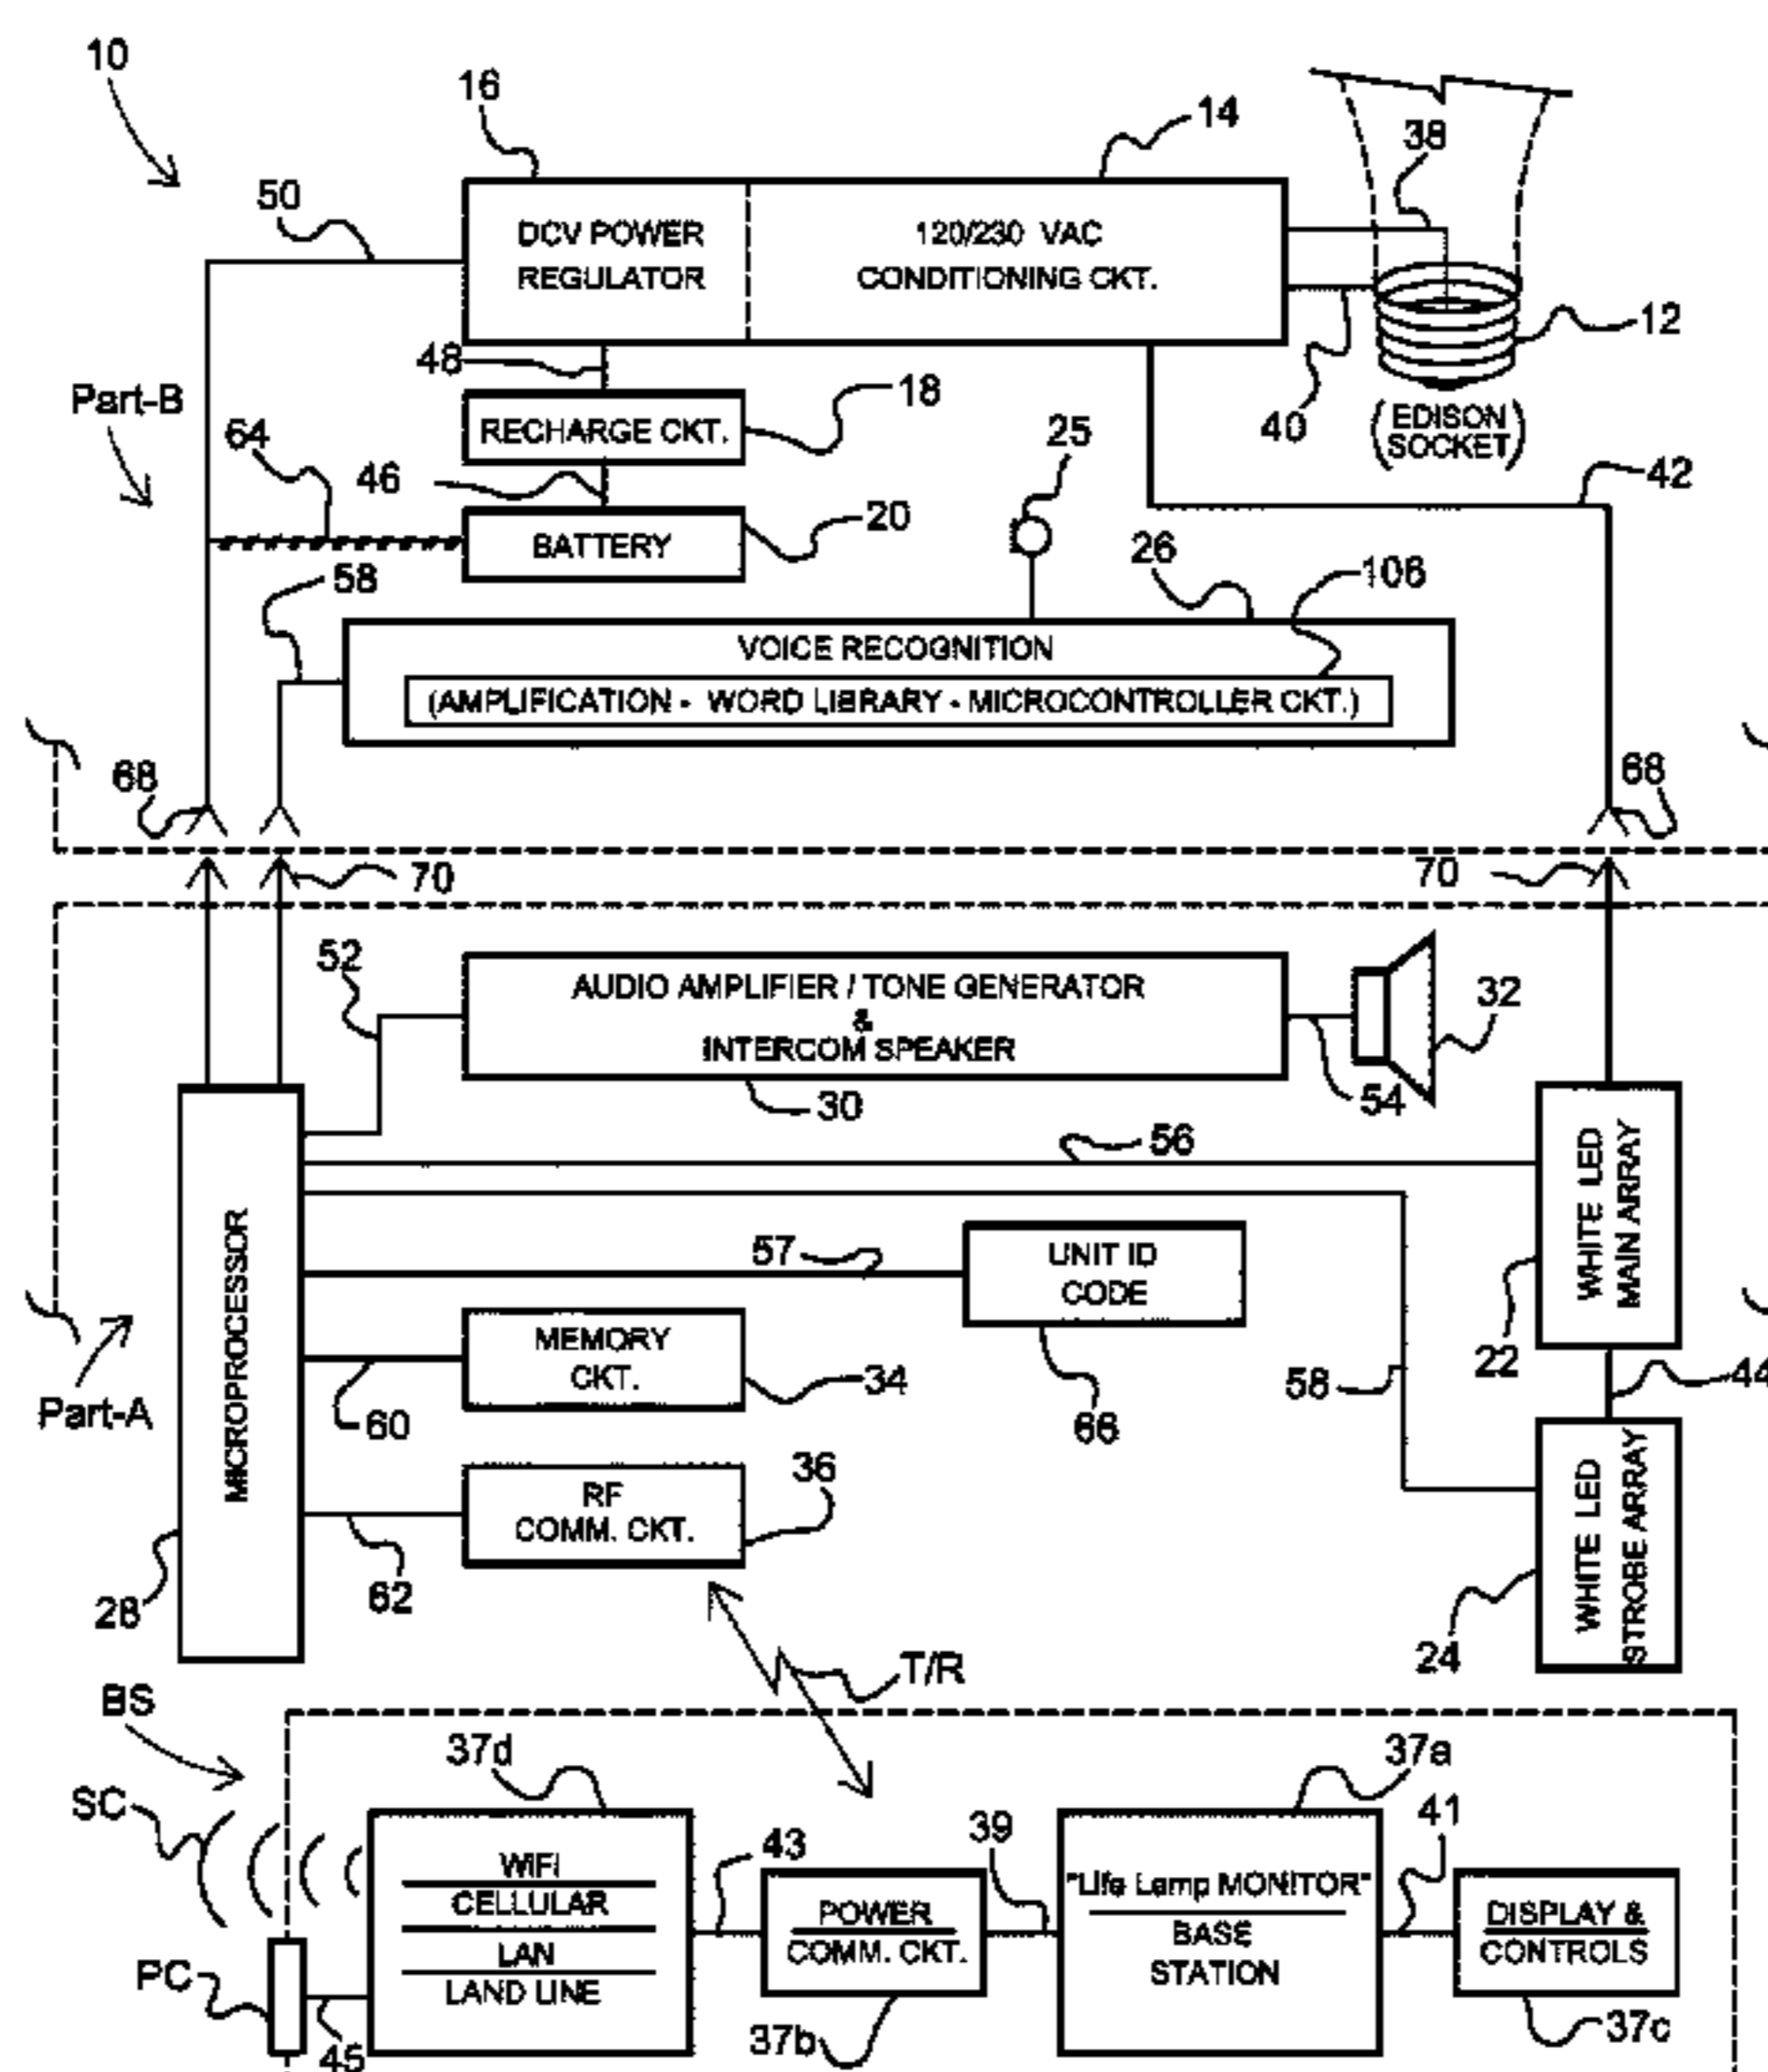 10
16
14
38
50
DCV POWER
REGULATOR
120/230 VAC
CONDITIONING CKT.
12
48
40
(EDISON
SOCKET)
Part-B
RECHARGE CKT.
18
25
64
46
42
BATTERY
20
26
106
58
VOICE RECOGNITION
(AMPLIFICATION - WORD LIBRARY - MICROCONTROLLER CKT.)
68
68
70
70
52
AUDIO AMPLIFIER / TONE GENERATOR
&
INTERCOM SPEAKER
32
30
54
56
WHITE LED
MAIN ARRAY
MICROPROCESSOR
57
UNIT ID
CODE
22
MEMORY
CKT.
34
58
44
Part-A
60
66
RF
COMM. CKT.
36
WHITE LED
STROBE ARRAY
28
62
24
T/R
BS
37d
37a
SC
43
39
41
WIFI
CELLULAR
LAN
LAND LINE
POWER
COMM. CKT.
"Life Lamp MONITOR"
BASE
STATION
DISPLAY &
CONTROLS
PC
45
37b
37c